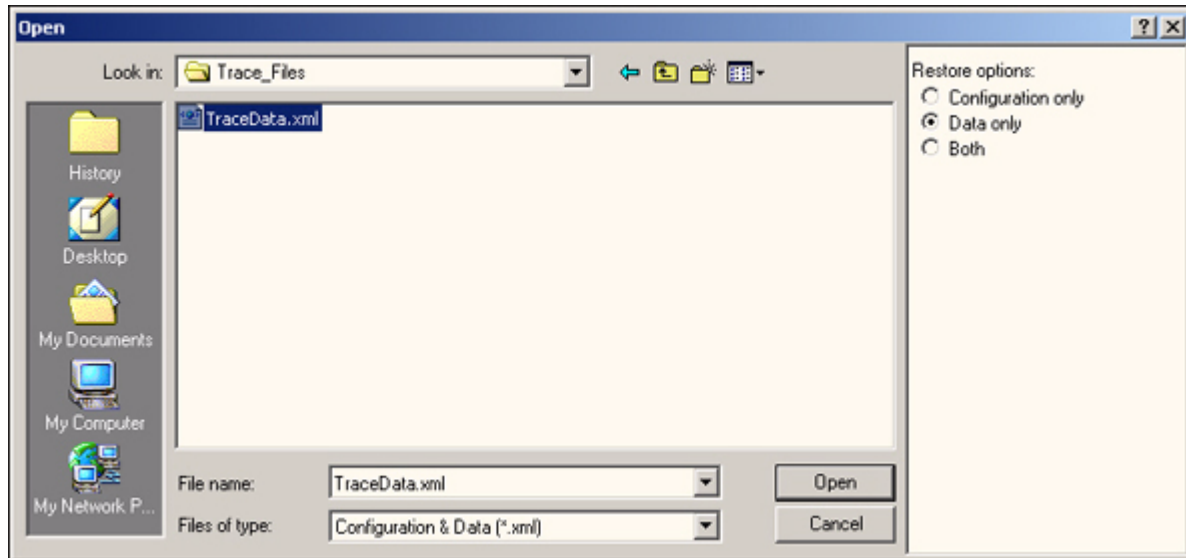 Open
Look in:
Trace_Files
TraceData.xml
History
Desktop
My Documents
My Computer
My Network P...
File name:
TraceData.xml
Open
Files of type:
Configuration & Data (*.xml)
Cancel
Restore options:
Configuration only
Data only
Both